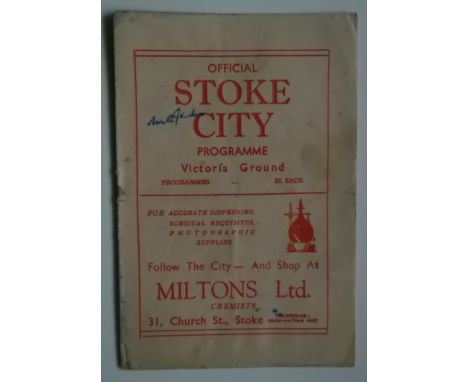 OFFICIAL
STOKE
CITY
PROGRAMME
Victoria Ground
PROGRAMMES EACH
FOR ACCURATE DISPENSING,
SURGICAL REQUISITES,
PHOTOGRAPHIC
SUPPLIES
Follow The City — And Shop At
MILTONS Ltd.
CHEMISTS
31, Church St., Stoke
TELEPHONE: